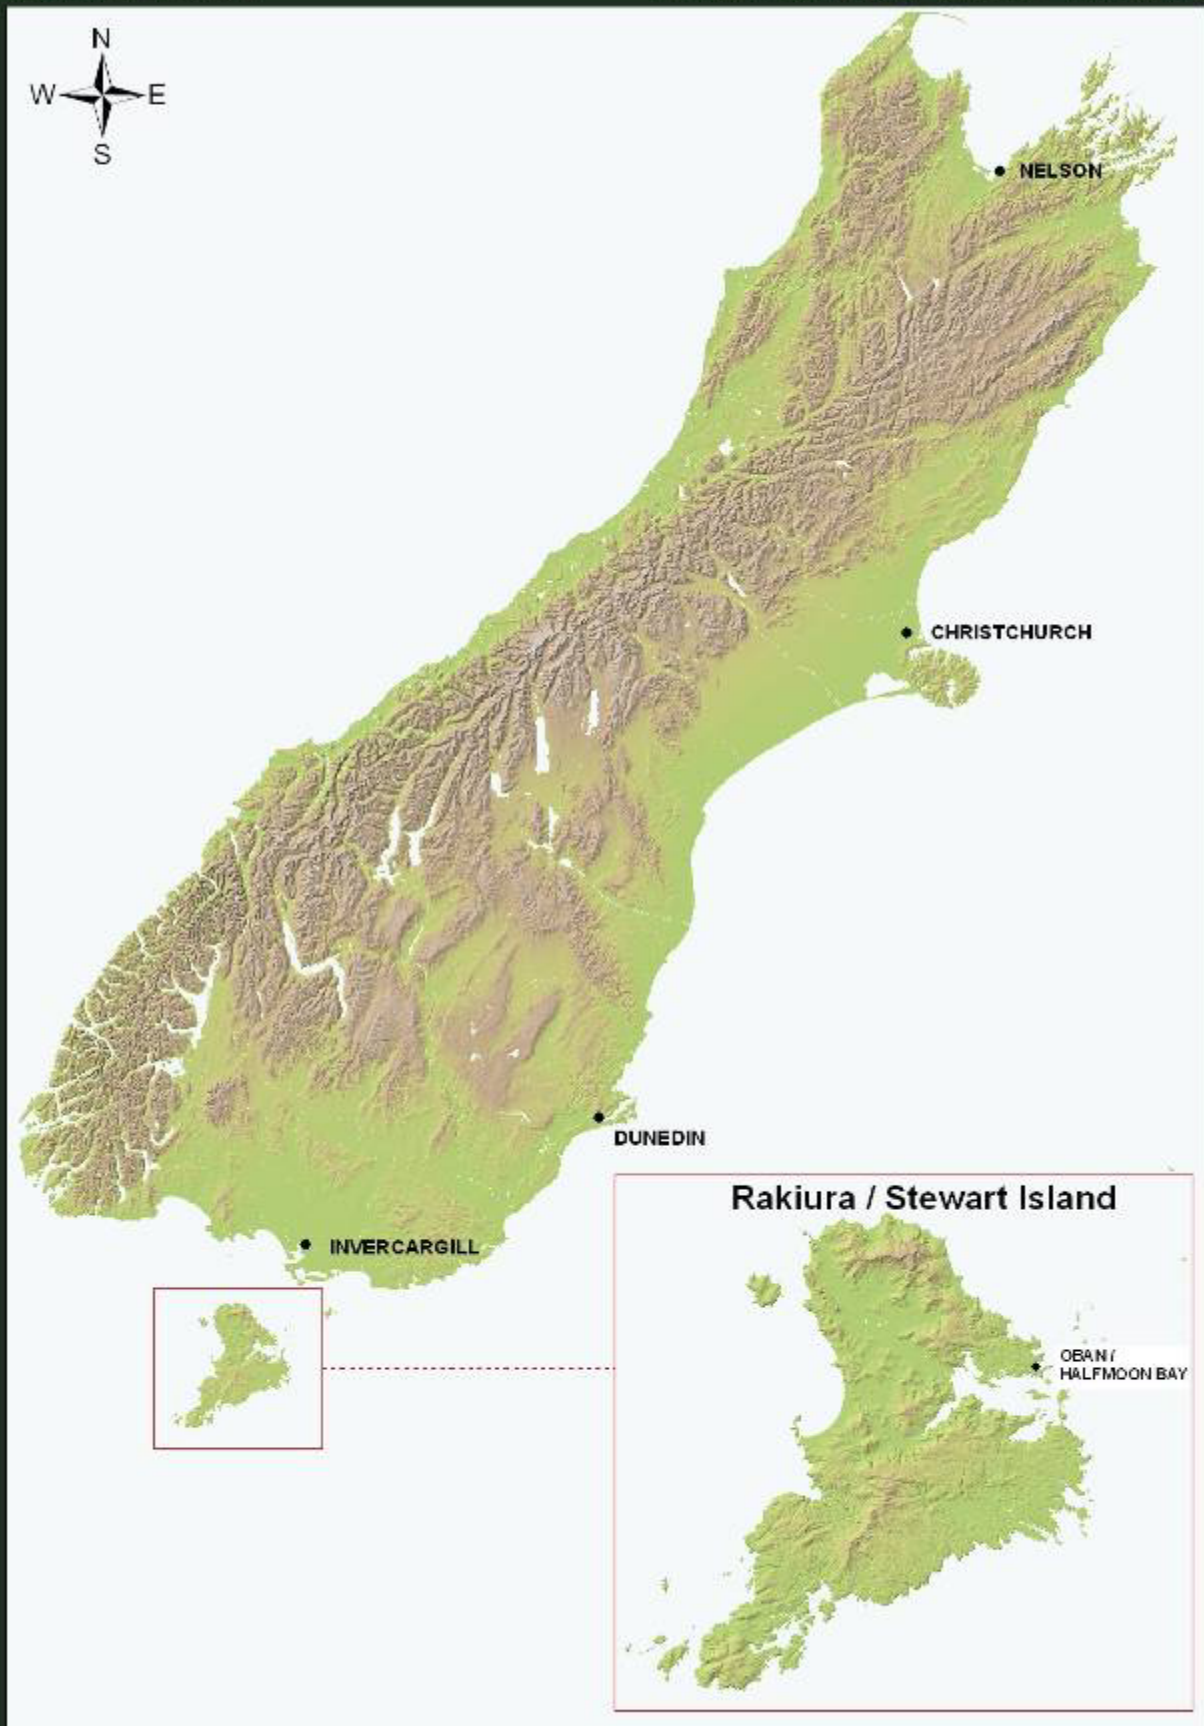 N
W
E
S
NELSON
CHRISTCHURCH
DUNEDIN
INVERCARGILL
Rakiura / Stewart Island
OBAN /
HALFMOON BAY